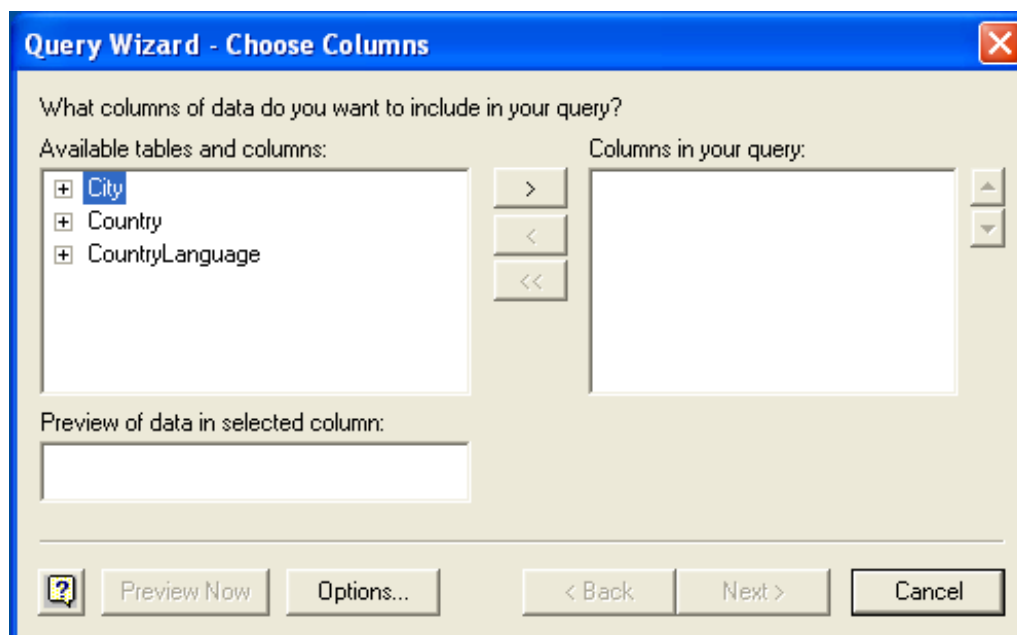 Query Wizard - Choose Columns
What columns of data do you want to include in your query?
Available tables and columns:
Columns in your query:
City
Country
CountryLanguage
>
<
<<
Preview of data in selected column:
?
Preview Now
Options...
< Back
Next >
Cancel